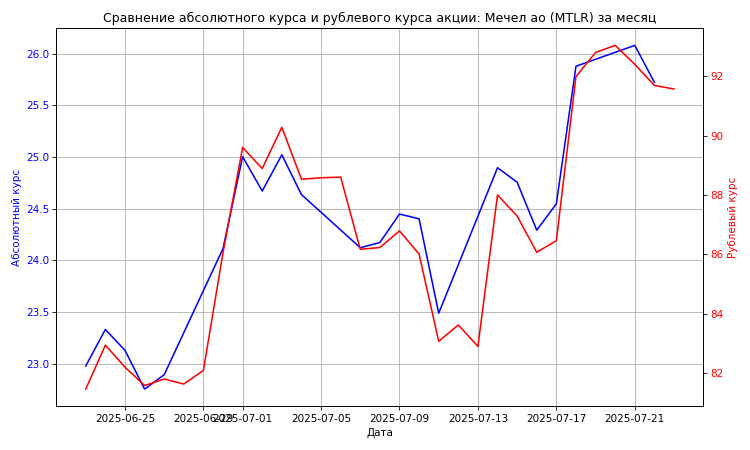 Сравнение абсолютного курса и рублевого курса акции: Мечел ао (MTLR) за месяц
Абсолютный курс
26.0
25.5
25.0
24.5
24.0
23.5
23.0
92
90
88
86
84
82
Рублевый курс
2025-06-25 2025-06-29 2025-07-01 2025-07-05 2025-07-09 2025-07-13 2025-07-17 2025-07-21
Дата